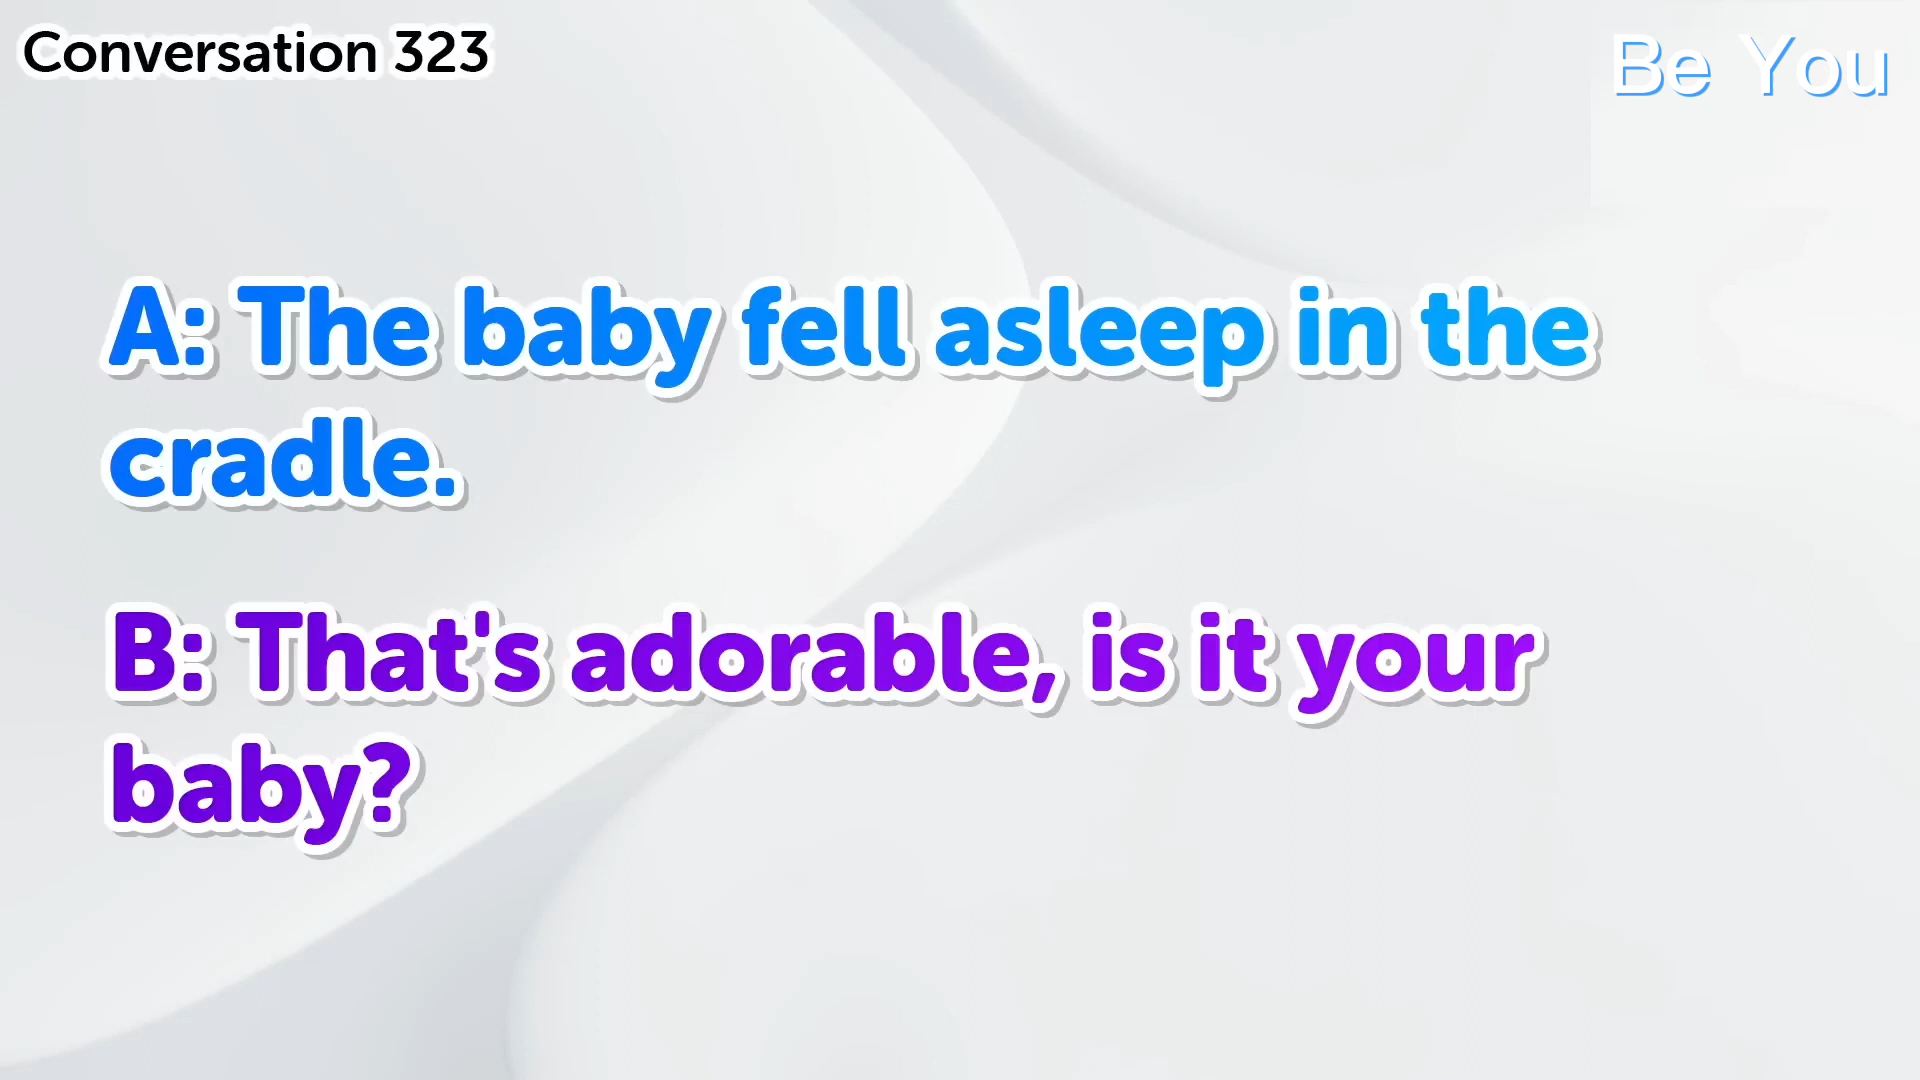 Conversation 323
Be You
A: The baby fell asleep in the
cradle.
B: That's adorable, is it your
baby?